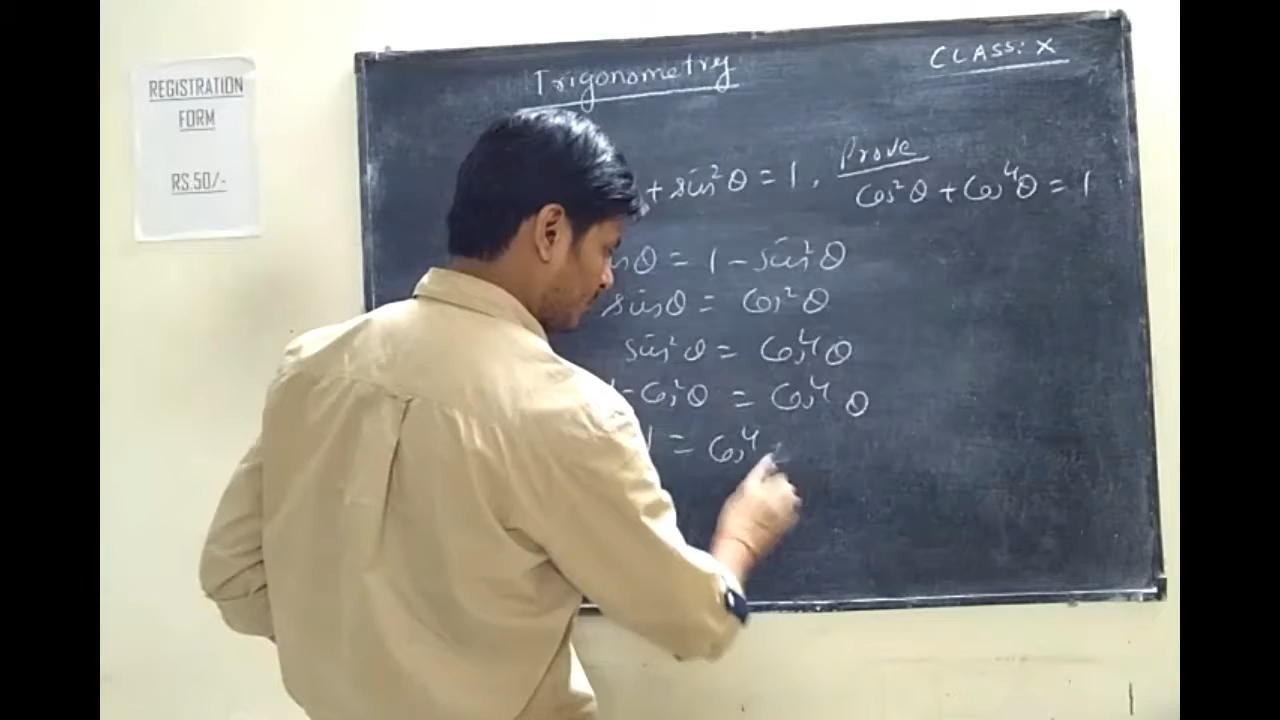 REGISTRATION
FORM
RS.50/-
Trigonometry
CLASS: X
+ sin²θ = 1, Prove
cos²θ + cos⁴θ = 1
θ = 1 - sin²θ
sinθ = cos²θ
sin²θ = cos⁴θ
- cos²θ = cos⁴θ
1 = cos⁴